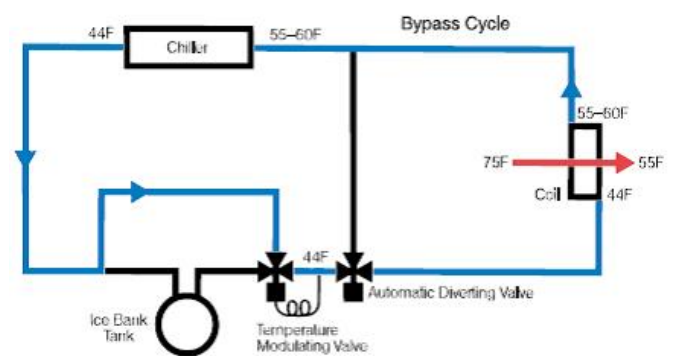 Bypass Cycle
44F
Chiller
55–60F
55–60F
75F
55F
Coil
44F
44F
Automatic Diverting Valve
Ice Bank
Tank
Temperature
Modulating Valve